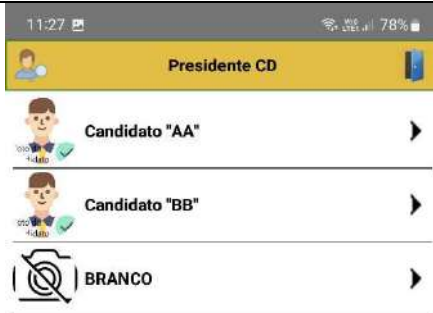 11:27 78%
Presidente CD
Candidato "AA"
Candidato "BB"
BRANCO